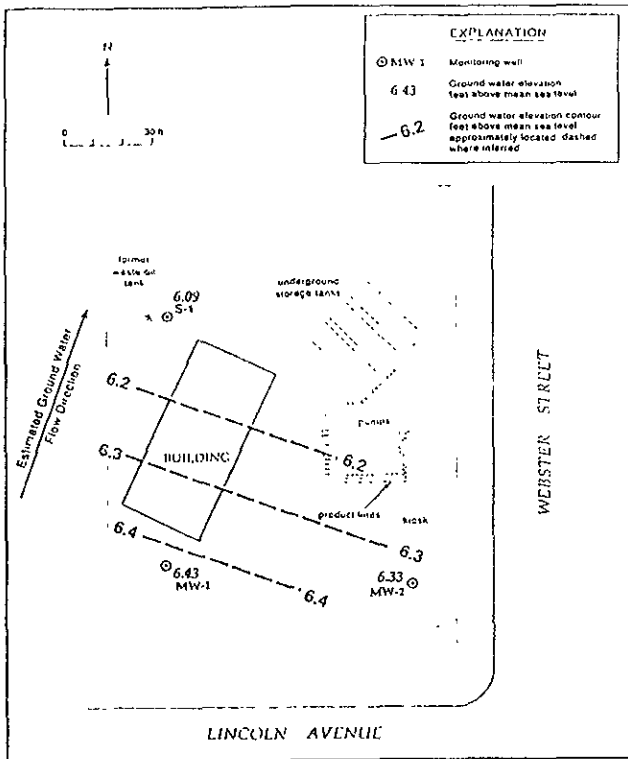 N
0 30 ft
EXPLANATION
MW-1 Monitoring well
6.43 Ground water elevation
feet above mean sea level
6.2 Ground water elevation contour
feet above mean sea level
approximately located dashed
where inferred
former
waste oil
tank
6.09
S-1
underground
storage tanks
Estimated Ground Water
Flow Direction
6.2
6.3
BUILDING
pumps
6.2
product lines
kiosk
6.3
6.4
6.43
MW-1
6.4
6.33
MW-2
WEBSTER STREET
LINCOLN AVENUE